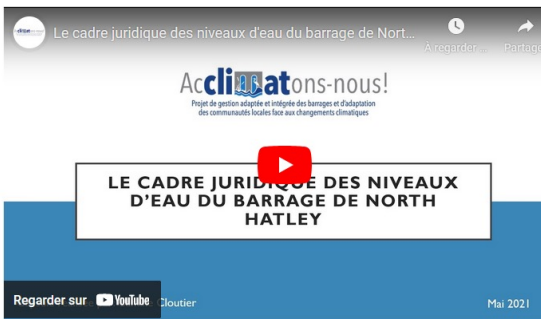 Le cadre juridique des niveaux d'eau du barrage de Nort...
À regarder ...
Partag
Acclimatons-nous!
Projet de gestion adaptée et intégrée des barrages et d'adaptation
des communautés locales face aux changements climatiques
LE CADRE JURIDIQUE DES NIVEAUX
D'EAU DU BARRAGE DE NORTH
HATLEY
Regarder sur YouTube
Cloutier
Mai 2021